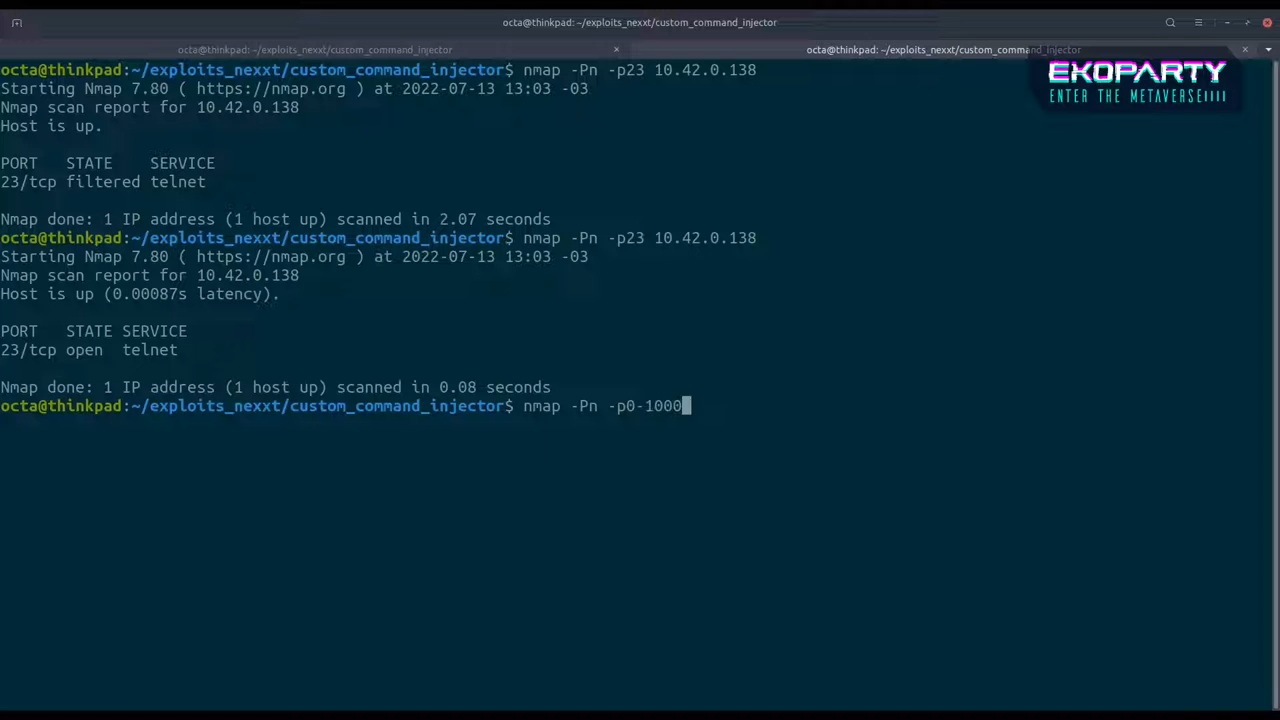 octa@thinkpad: ~/exploits_nexxt/custom_command_injector
octa@thinkpad: ~/exploits_nexxt/custom_command_injector
octa@thinkpad: ~/exploits_nexxt/custom_command_injector
EKOPARTY
ENTER THE METAVERSE
octa@thinkpad:~/exploits_nexxt/custom_command_injector$ nmap -Pn -p23 10.42.0.138
Starting Nmap 7.80 ( https://nmap.org ) at 2022-07-13 13:03 -03
Nmap scan report for 10.42.0.138
Host is up.
PORT STATE SERVICE
23/tcp filtered telnet
Nmap done: 1 IP address (1 host up) scanned in 2.07 seconds
octa@thinkpad:~/exploits_nexxt/custom_command_injector$ nmap -Pn -p23 10.42.0.138
Starting Nmap 7.80 ( https://nmap.org ) at 2022-07-13 13:03 -03
Nmap scan report for 10.42.0.138
Host is up (0.00087s latency).
PORT STATE SERVICE
23/tcp open telnet
Nmap done: 1 IP address (1 host up) scanned in 0.08 seconds
octa@thinkpad:~/exploits_nexxt/custom_command_injector$ nmap -Pn -p0-1000